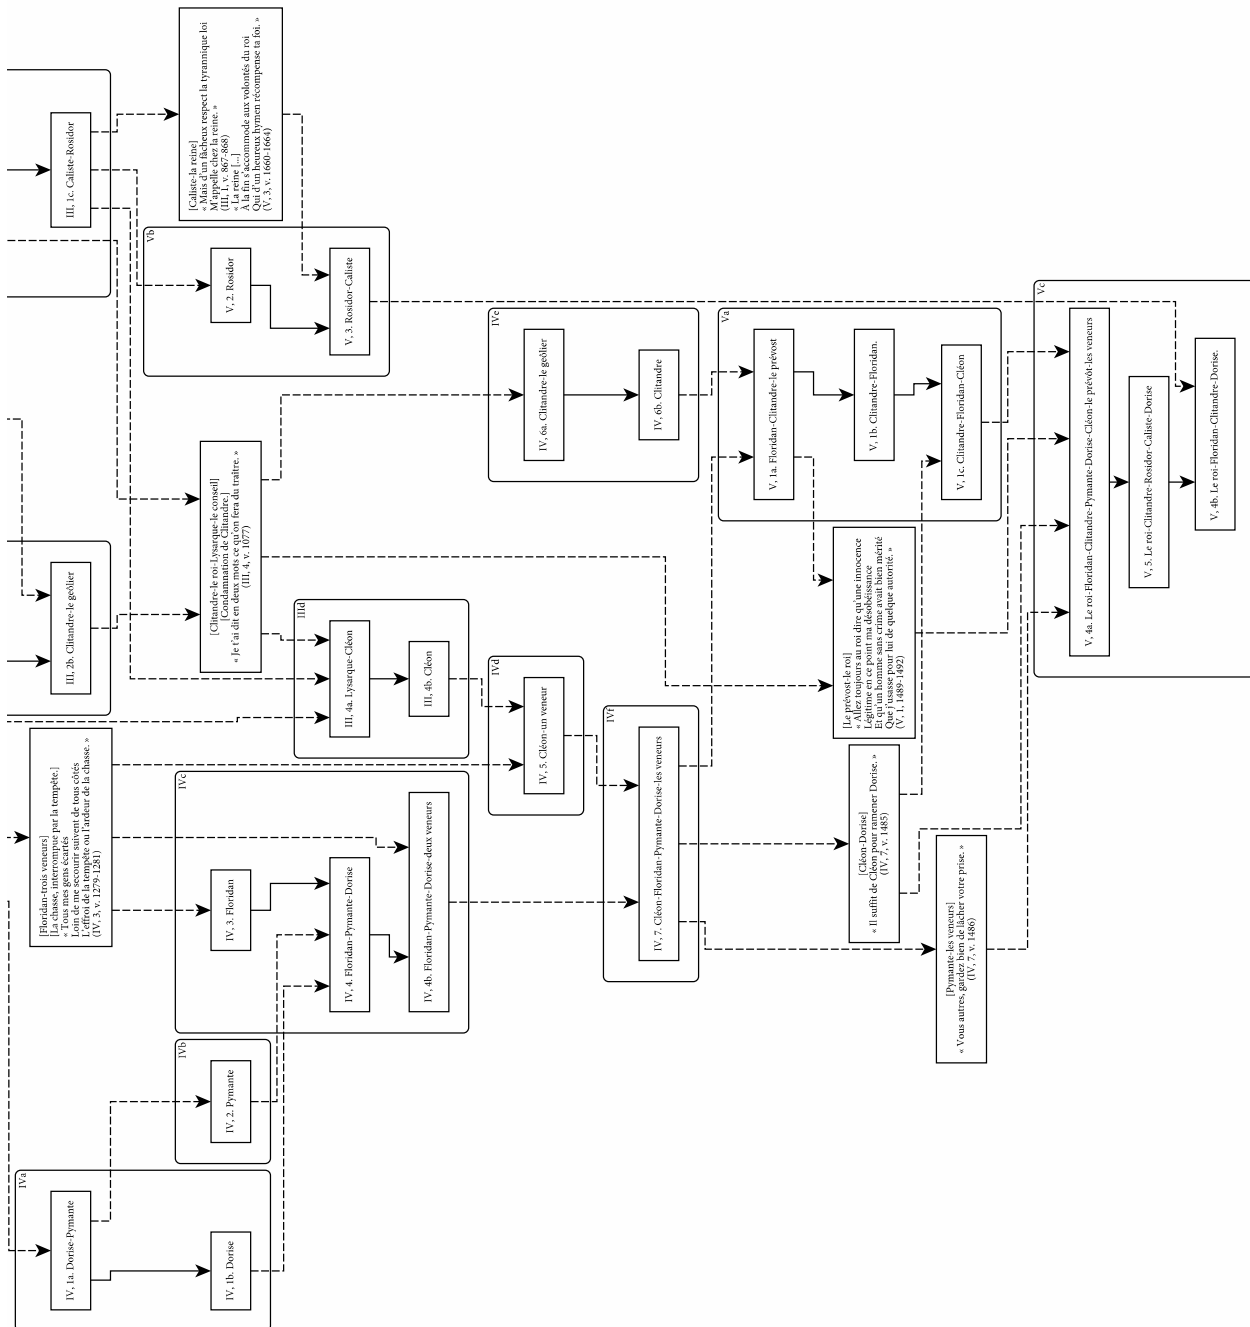 III, 1c. Caliste-Rosidor
[Caliste-la reine]
« Mais d'un fâcheux respect la tyrannique loi
M'appelle chez la reine. »
(III, 1, v. 867-868)
« La reine [...]
À la fin s'accommode aux volontés du roi
Qui d'un heureux hymen récompense ta foi. »
(V, 3, v. 1660-1664)
Vb
V, 2. Rosidor
V, 3. Rosidor-Caliste
III, 2b. Clitandre-le geôlier
[Clitandre-le roi-Lysarque-le conseil]
[Condamnation de Clitandre.]
« Je t'ai dit en deux mots ce qu'on fera du traître. »
(III, 4, v. 1077)
IIId
III, 4a. Lysarque-Cléon
III, 4b. Cléon
IVe
IV, 6a. Clitandre-le geôlier
IV, 6b. Clitandre
Va
V, 1a. Floridan-Clitandre-le prévost
V, 1b. Clitandre-Floridan.
V, 1c. Clitandre-Floridan-Cléon
Vc
V, 4a. Le roi-Floridan-Clitandre-Pymante-Dorise-Cléon-le prévôt-les veneurs
V, 5. Le roi-Clitandre-Rosidor-Caliste-Dorise
V, 4b. Le roi-Floridan-Clitandre-Dorise.
[Le prévost-le roi]
« Allez toujours au roi dire qu'une innocence
Légitime en ce point ma désobéissance
Et qu'un homme sans crime avait bien mérité
Que j'usasse pour lui de quelque autorité. »
(V, 1, 1489-1492)
IVd
IV, 5. Cléon-un veneur
[Floridan-trois veneurs]
[La chasse, interrompue par la tempête.]
« Tous mes gens écartés
Loin de me secourir suivent de tous côtés
L'effroi de la tempête ou l'ardeur de la chasse. »
(IV, 3, v. 1279-1281)
IVc
IV, 3. Floridan
IV, 4. Floridan-Pymante-Dorise
IV, 4b. Floridan-Pymante-Dorise-deux veneurs
IVf
IV, 7. Cléon-Floridan-Pymante-Dorise-les veneurs
[Cléon-Dorise]
« Il suffit de Cléon pour ramener Dorise. »
(IV, 7, v. 1485)
[Pymante-les veneurs]
« Vous autres, gardez bien de lâcher votre prise. »
(IV, 7, v. 1486)
IVb
IV, 2. Pymante
IVa
IV, 1a. Dorise-Pymante
IV, 1b. Dorise